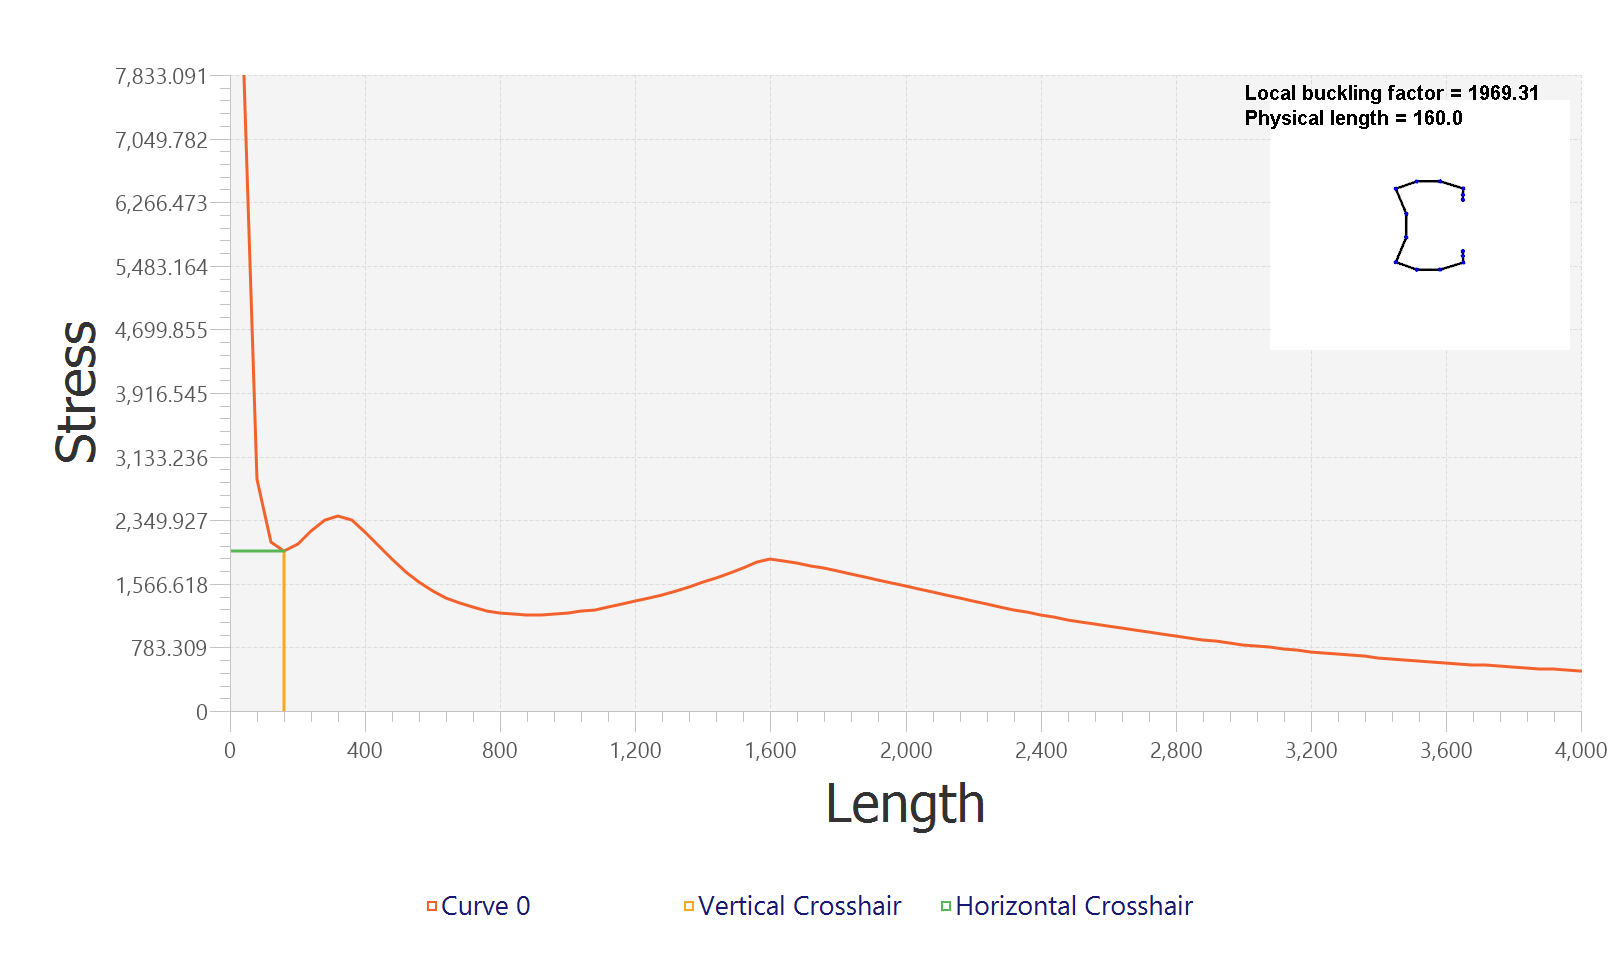 Local buckling factor = 1969.31
Physical length = 160.0
Stress
7,833.091
7,049.782
6,266.473
5,483.164
4,699.855
3,916.545
3,133.236
2,349.927
1,566.618
783.309
0
0 400 800 1,200 1,600 2,000 2,400 2,800 3,200 3,600 4,000
Length
Curve 0 Vertical Crosshair Horizontal Crosshair